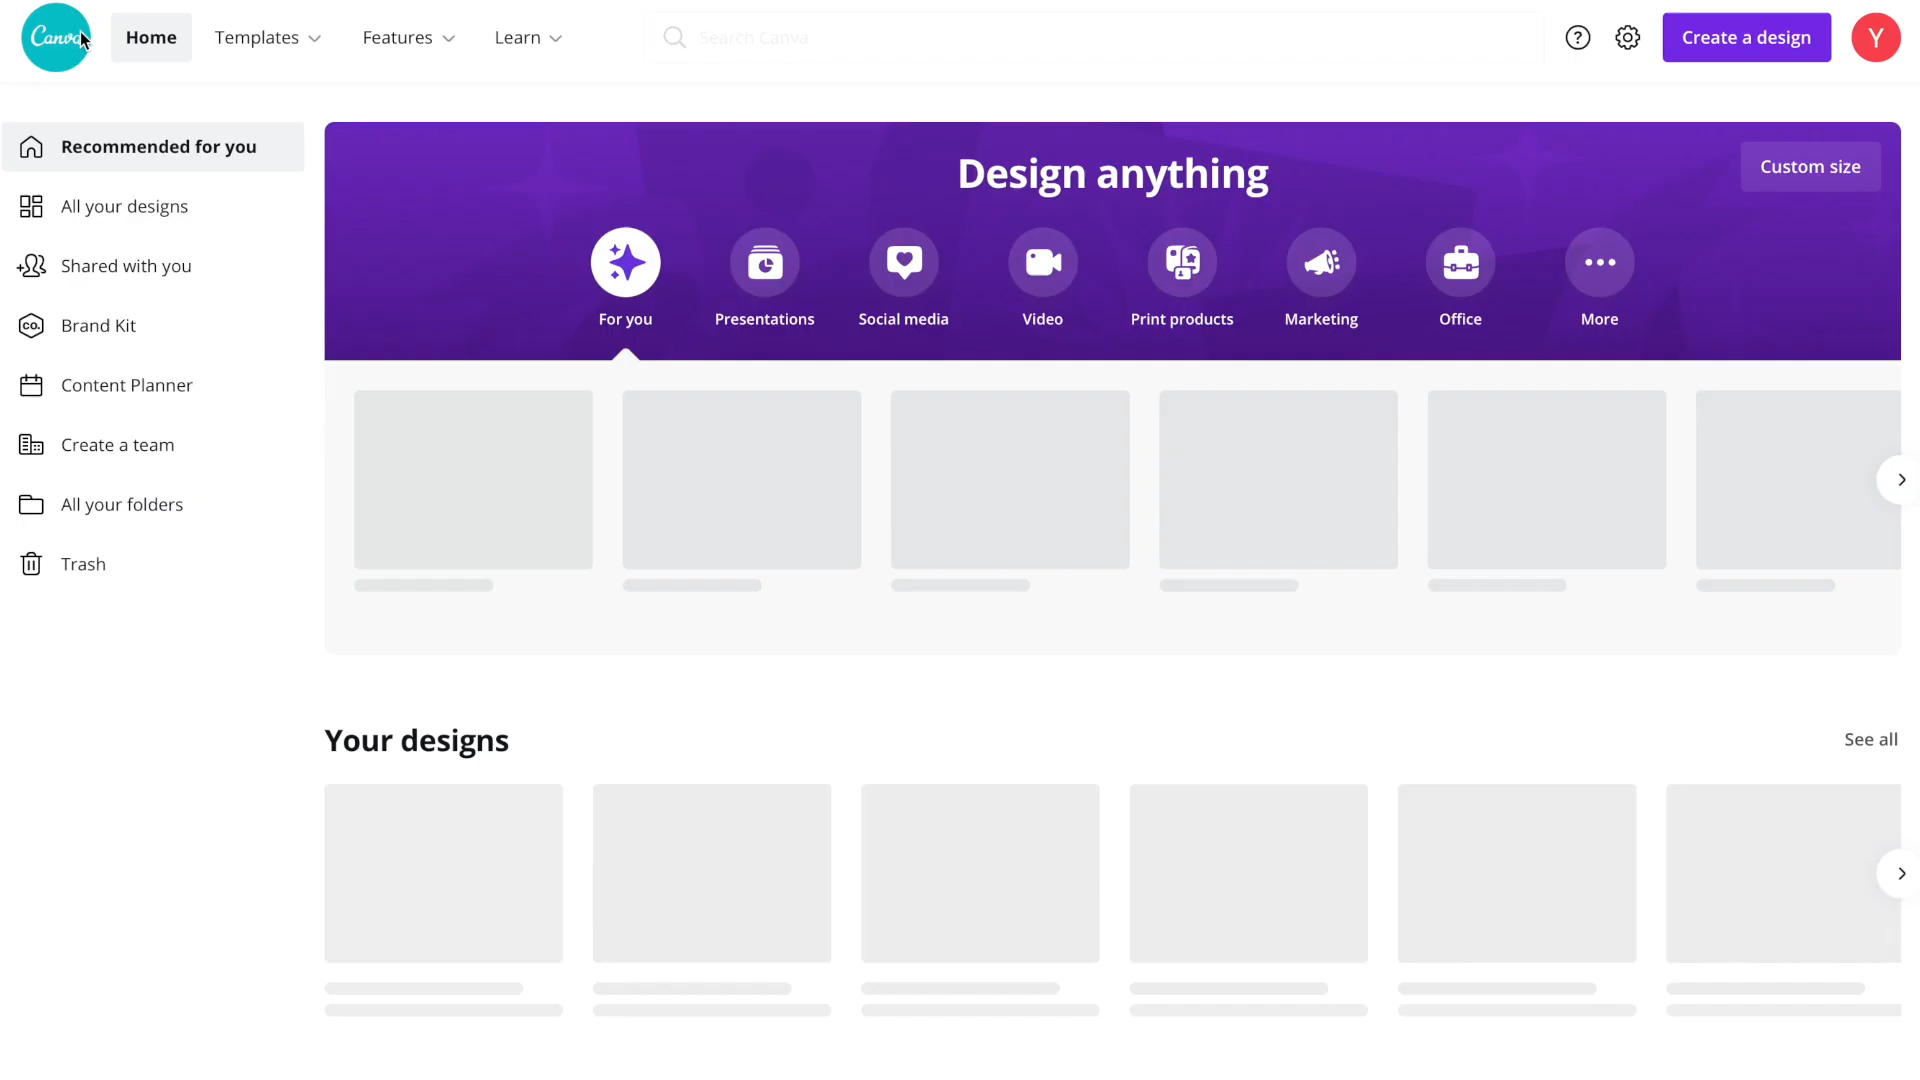 Canva
Home
Templates
Features
Learn
Search Canva
Create a design
Y
Recommended for you
All your designs
Shared with you
CO.
Brand Kit
Content Planner
Create a team
All your folders
Trash
Design anything
Custom size
For you
Presentations
Social media
Video
Print products
Marketing
Office
More
Your designs
See all